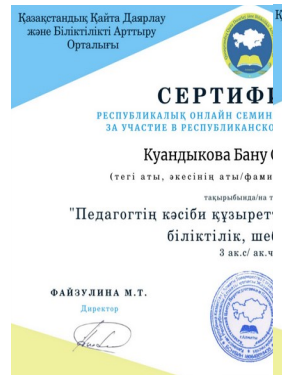 Қазақстандық Қайта Даярлау
және Біліктілікті Арттыру
Орталығы
СЕРТИФИ
РЕСПУБЛИКАЛЫҚ ОНЛАЙН СЕМИН
ЗА УЧАСТИЕ В РЕСПУБЛИКАНСКО
Куандыкова Бану
(тегі аты, әкесінің аты/фами
тақырыбында/на т
"Педагогтің кәсіби құзырет
біліктілік, ше
3 ак.с/ ак.ч
ФАЙЗУЛИНА М.Т.
Директор